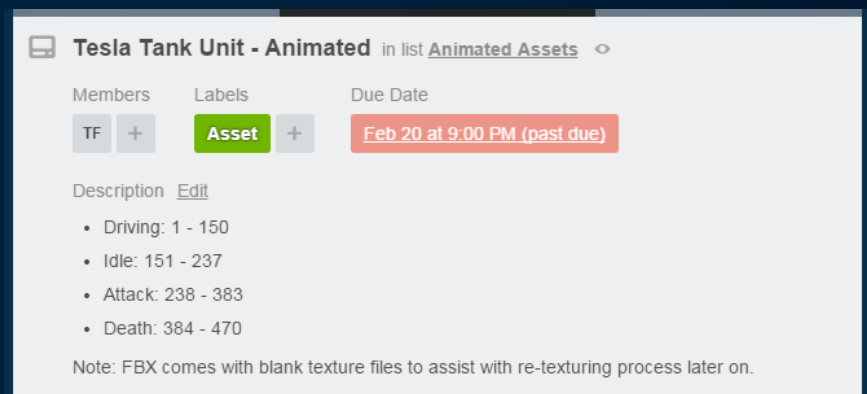 Tesla Tank Unit - Animated in list Animated Assets
Members Labels Due Date
TF + Asset + Feb 20 at 9:00 PM (past due)
Description Edit
• Driving: 1 - 150
• Idle: 151 - 237
• Attack: 238 - 383
• Death: 384 - 470
Note: FBX comes with blank texture files to assist with re-texturing process later on.